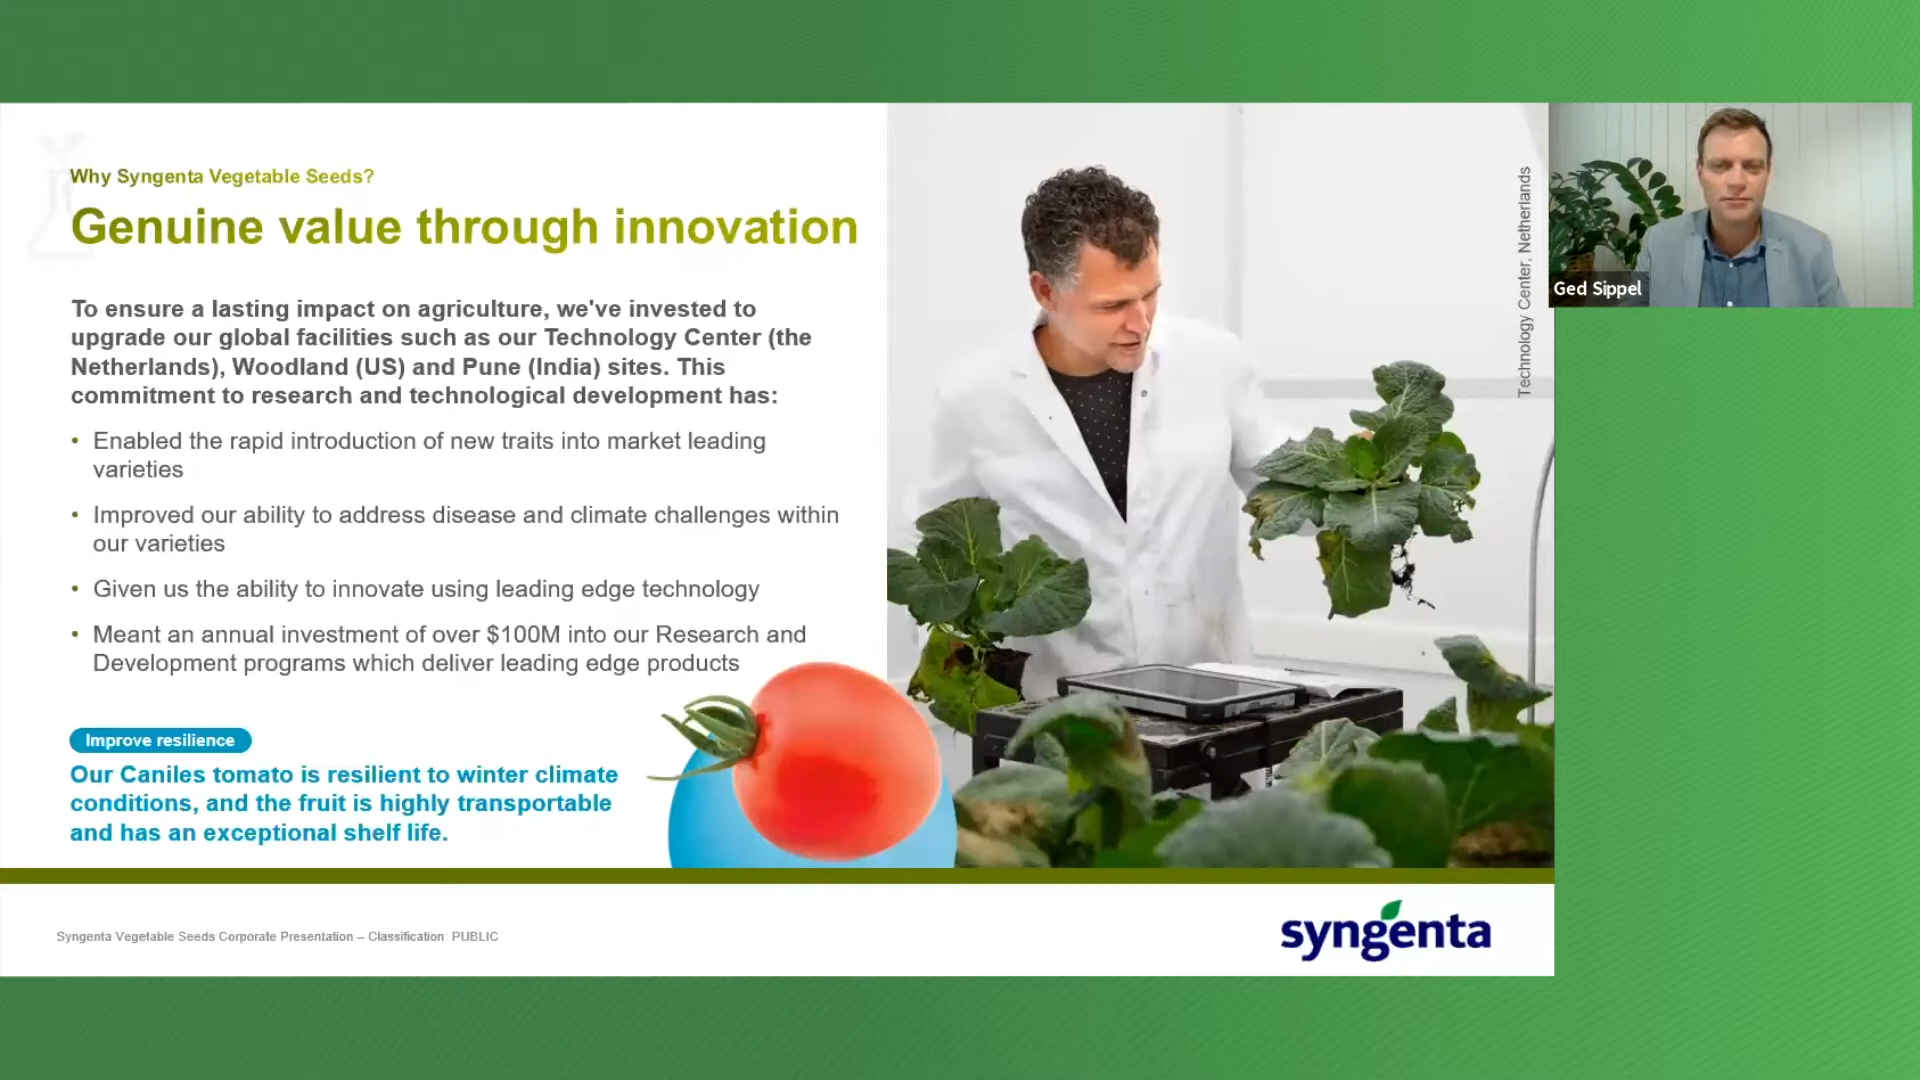 Why Syngenta Vegetable Seeds?
Genuine value through innovation
To ensure a lasting impact on agriculture, we've invested to
upgrade our global facilities such as our Technology Center (the
Netherlands), Woodland (US) and Pune (India) sites. This
commitment to research and technological development has:
• Enabled the rapid introduction of new traits into market leading
varieties
• Improved our ability to address disease and climate challenges within
our varieties
• Given us the ability to innovate using leading edge technology
• Meant an annual investment of over $100M into our Research and
Development programs which deliver leading edge products
Improve resilience
Our Caniles tomato is resilient to winter climate
conditions, and the fruit is highly transportable
and has an exceptional shelf life.
Technology Center, Netherlands
Ged Sippel
Syngenta Vegetable Seeds Corporate Presentation – Classification PUBLIC
syngenta